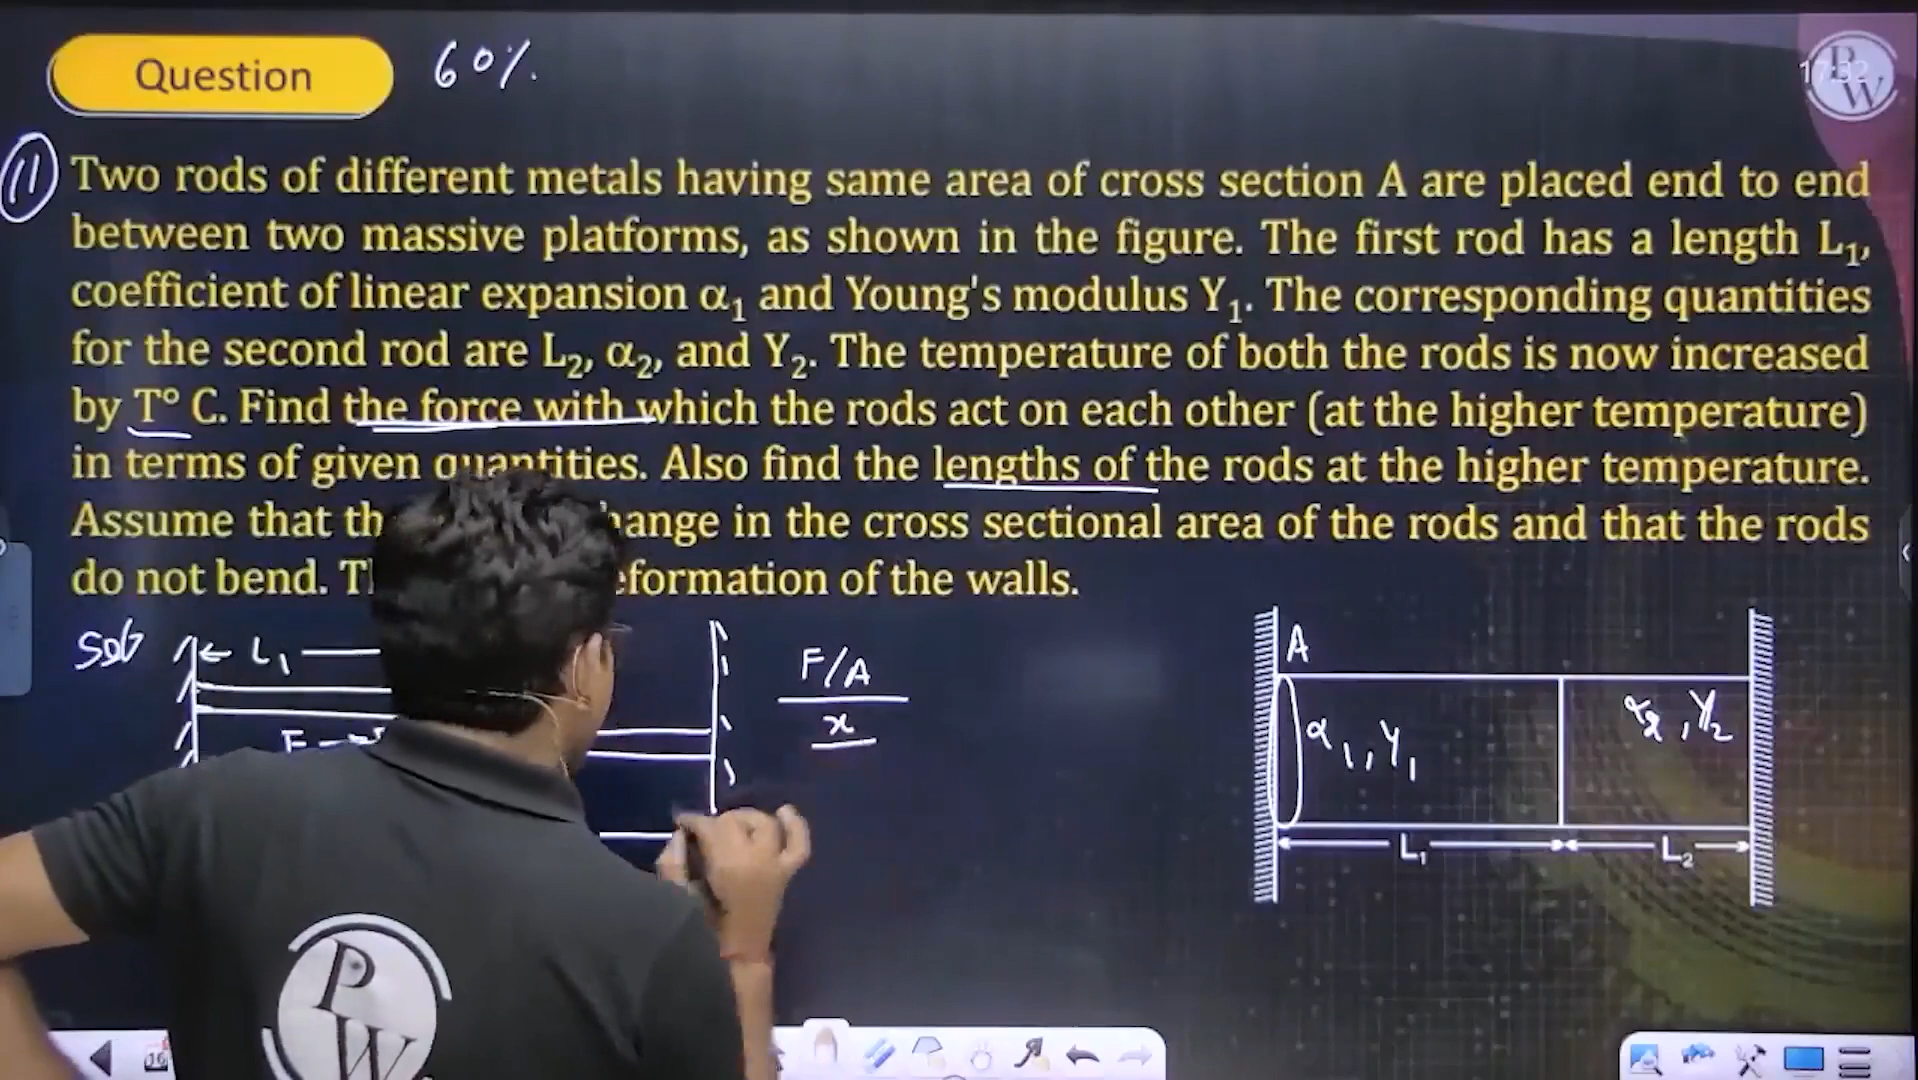 Question 60%.
17:32
PW
(11) Two rods of different metals having same area of cross section A are placed end to end
between two massive platforms, as shown in the figure. The first rod has a length L₁,
coefficient of linear expansion α₁ and Young's modulus Y₁. The corresponding quantities
for the second rod are L₂, α₂, and Y₂. The temperature of both the rods is now increased
by T° C. Find the force with which the rods act on each other (at the higher temperature)
in terms of given quantities. Also find the lengths of the rods at the higher temperature.
Assume that hange in the cross sectional area of the rods and that the rods
do not bend. eformation of the walls.
L₁
F/A
x
A
α₁, Y₁
α₂, Y₂
L₁
L₂
PW
16